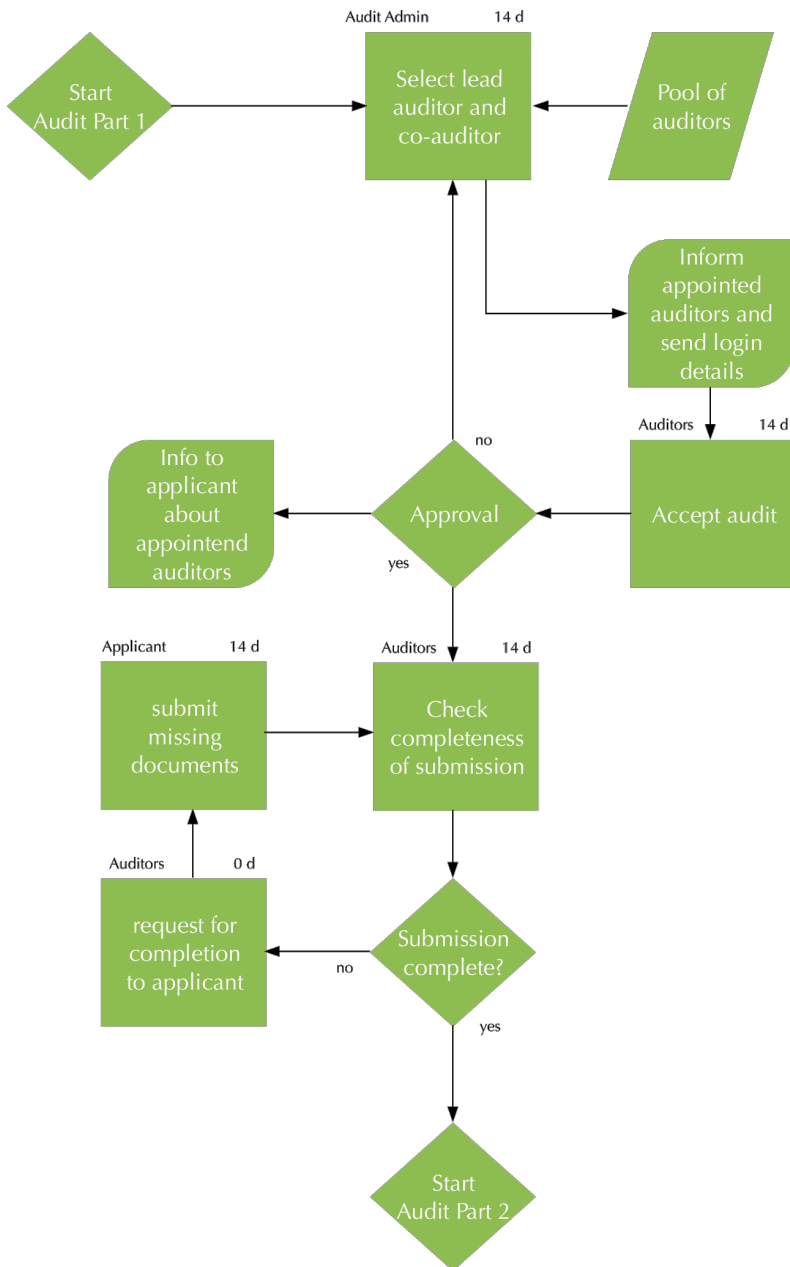 Audit Admin 14 d
Start
Audit Part 1
Select lead
auditor and
co-auditor
Pool of
auditors
Inform
appointed
auditors and
send login
details
Auditors 14 d
Accept audit
no
Approval
yes
Info to
applicant
about
appointend
auditors
Auditors 14 d
Check
completeness
of submission
Applicant 14 d
submit
missing
documents
Auditors 0 d
request for
completion
to applicant
Submission
complete?
no
yes
Start
Audit Part 2